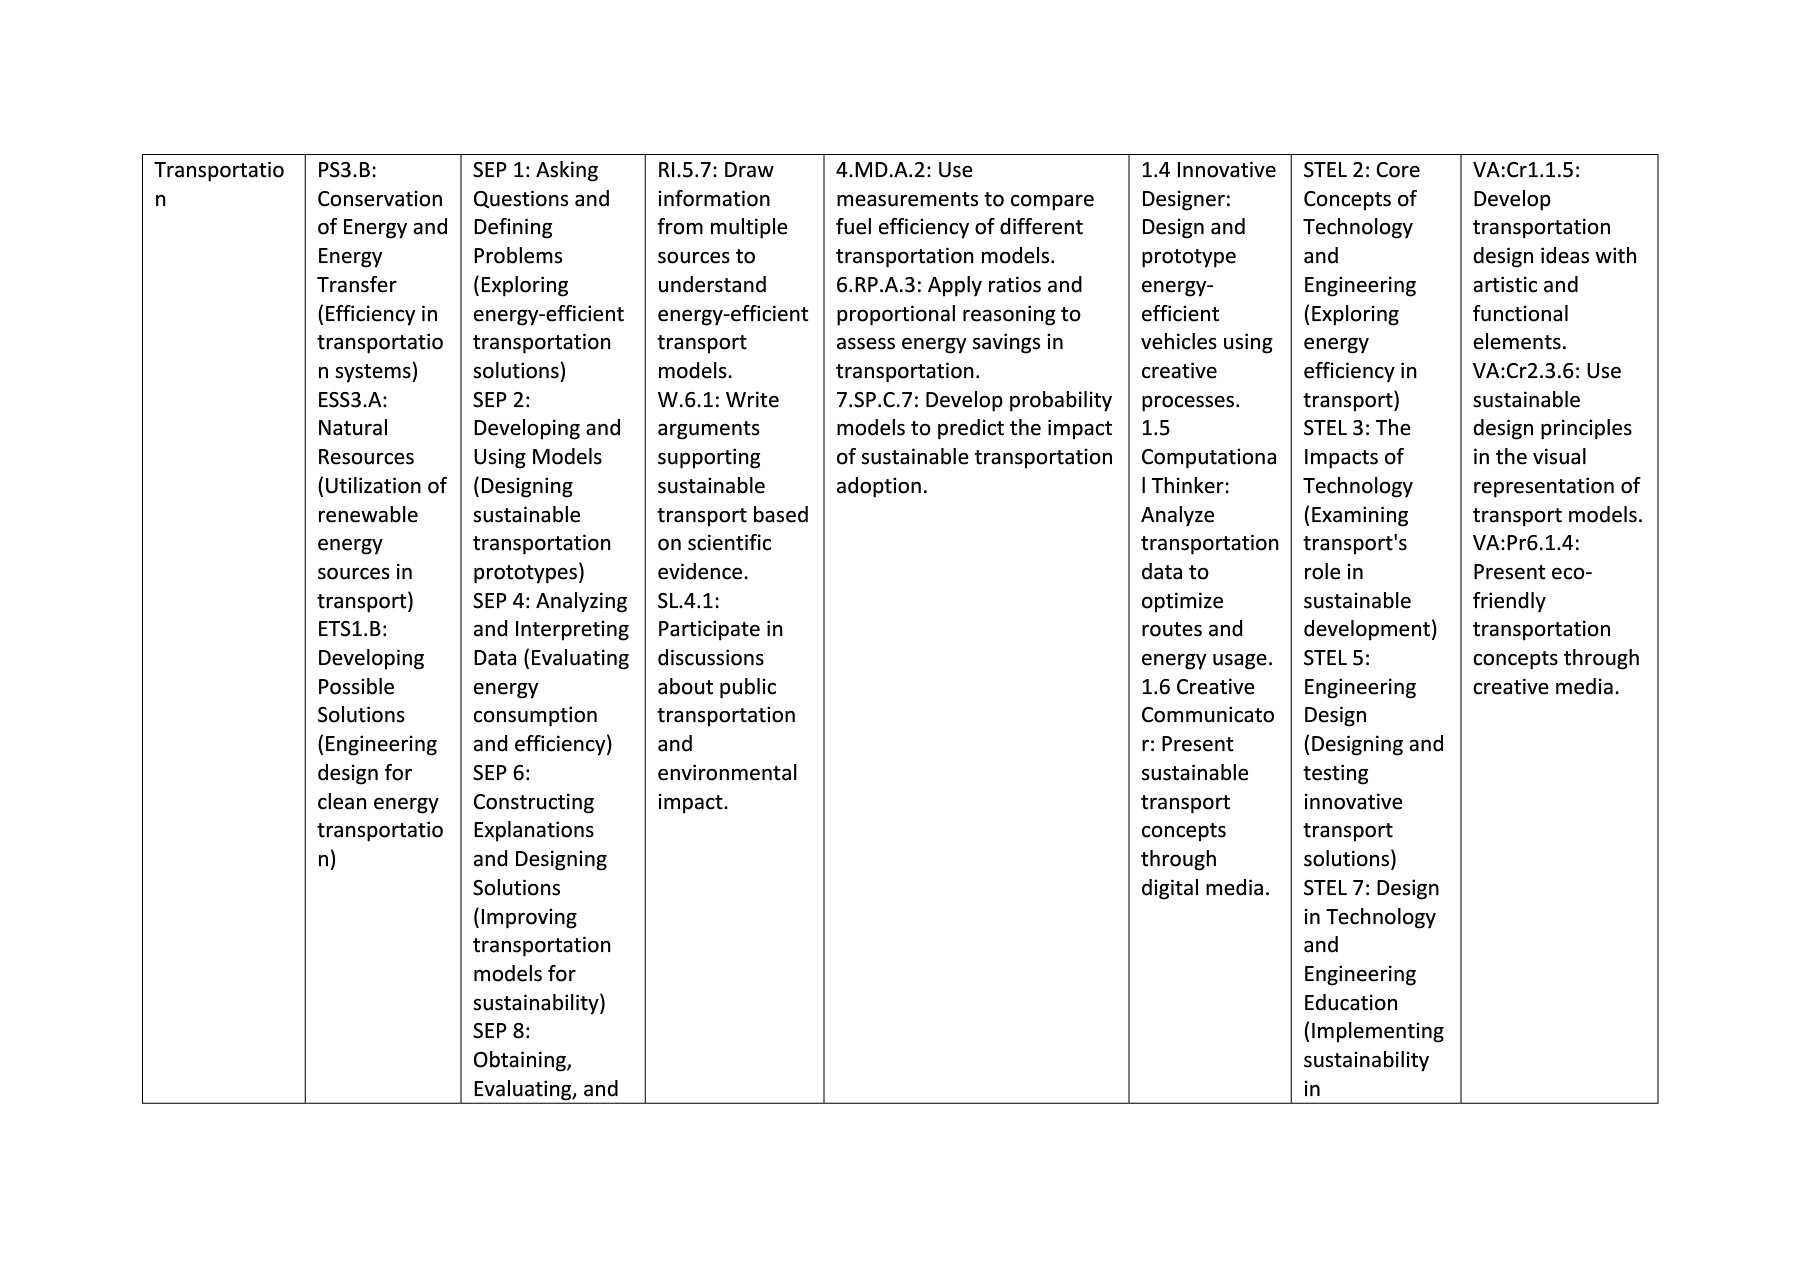 Transportatio
n
PS3.B:
Conservation
of Energy and
Energy
Transfer
(Efficiency in
transportatio
n systems)
ESS3.A:
Natural
Resources
(Utilization of
renewable
energy
sources in
transport)
ETS1.B:
Developing
Possible
Solutions
(Engineering
design for
clean energy
transportatio
n)
SEP 1: Asking
Questions and
Defining
Problems
(Exploring
energy-efficient
transportation
solutions)
SEP 2:
Developing and
Using Models
(Designing
sustainable
transportation
prototypes)
SEP 4: Analyzing
and Interpreting
Data (Evaluating
energy
consumption
and efficiency)
SEP 6:
Constructing
Explanations
and Designing
Solutions
(Improving
transportation
models for
sustainability)
SEP 8:
Obtaining,
Evaluating, and
RI.5.7: Draw
information
from multiple
sources to
understand
energy-efficient
transport
models.
W.6.1: Write
arguments
supporting
sustainable
transport based
on scientific
evidence.
SL.4.1:
Participate in
discussions
about public
transportation
and
environmental
impact.
4.MD.A.2: Use
measurements to compare
fuel efficiency of different
transportation models.
6.RP.A.3: Apply ratios and
proportional reasoning to
assess energy savings in
transportation.
7.SP.C.7: Develop probability
models to predict the impact
of sustainable transportation
adoption.
1.4 Innovative
Designer:
Design and
prototype
energy-
efficient
vehicles using
creative
processes.
1.5
Computationa
l Thinker:
Analyze
transportation
data to
optimize
routes and
energy usage.
1.6 Creative
Communicato
r: Present
sustainable
transport
concepts
through
digital media.
STEL 2: Core
Concepts of
Technology
and
Engineering
(Exploring
energy
efficiency in
transport)
STEL 3: The
Impacts of
Technology
(Examining
transport's
role in
sustainable
development)
STEL 5:
Engineering
Design
(Designing and
testing
innovative
transport
solutions)
STEL 7: Design
in Technology
and
Engineering
Education
(Implementing
sustainability
in
VA:Cr1.1.5:
Develop
transportation
design ideas with
artistic and
functional
elements.
VA:Cr2.3.6: Use
sustainable
design principles
in the visual
representation of
transport models.
VA:Pr6.1.4:
Present eco-
friendly
transportation
concepts through
creative media.